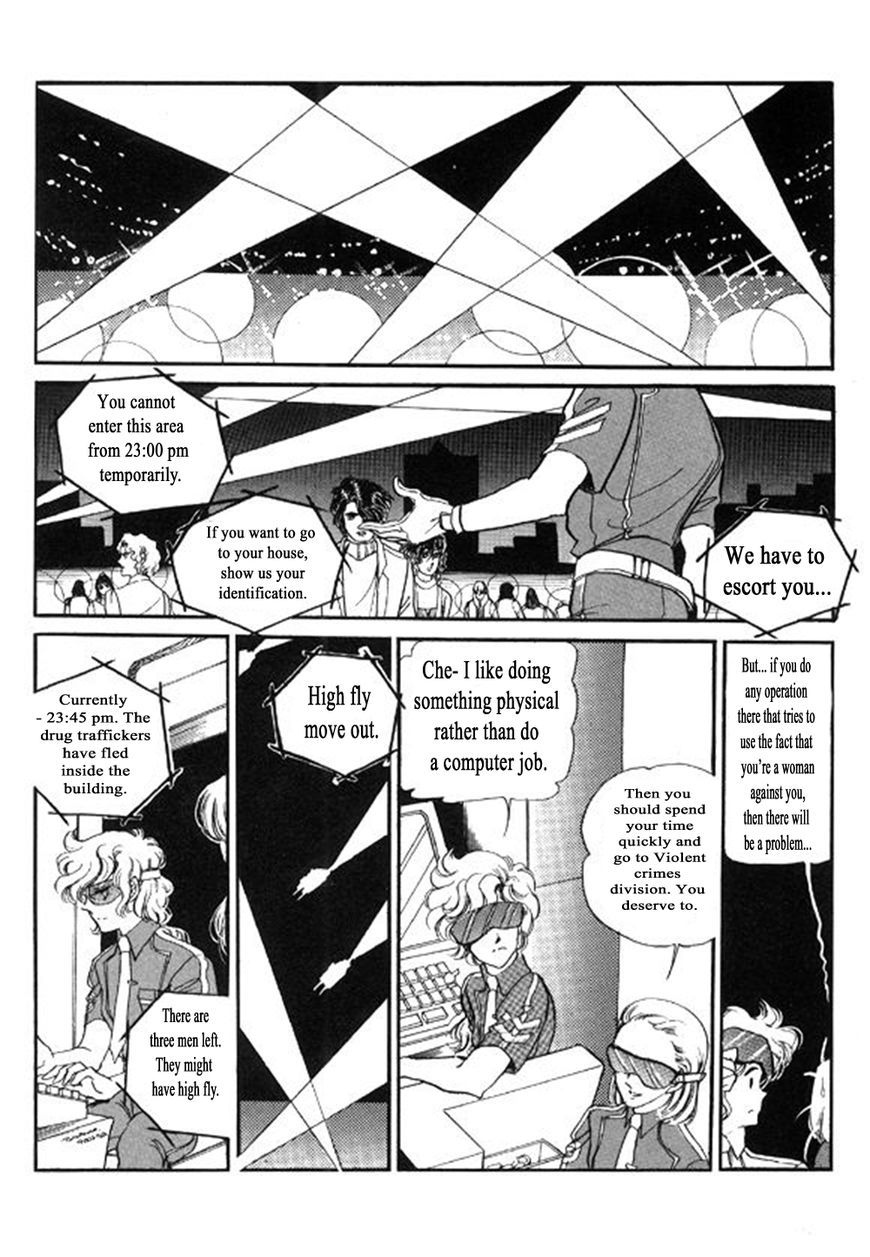 You cannot
enter this area
from 23:00 pm
temporarily.
If you want to go
to your house,
show us your
identification.
We have to
escort you...
Currently
- 23:45 pm. The
drug traffickers
have fled
inside the
building.
There are
three men left.
They might
have high fly.
High fly
move out.
Che- I like doing
something physical
rather than do
a computer job.
Then you
should spend
your time
quickly and
go to Violent
crimes
division. You
deserve to.
But... if you do
any operation
there that tries to
use the fact that
you're a woman
against you,
then there will
be a problem...